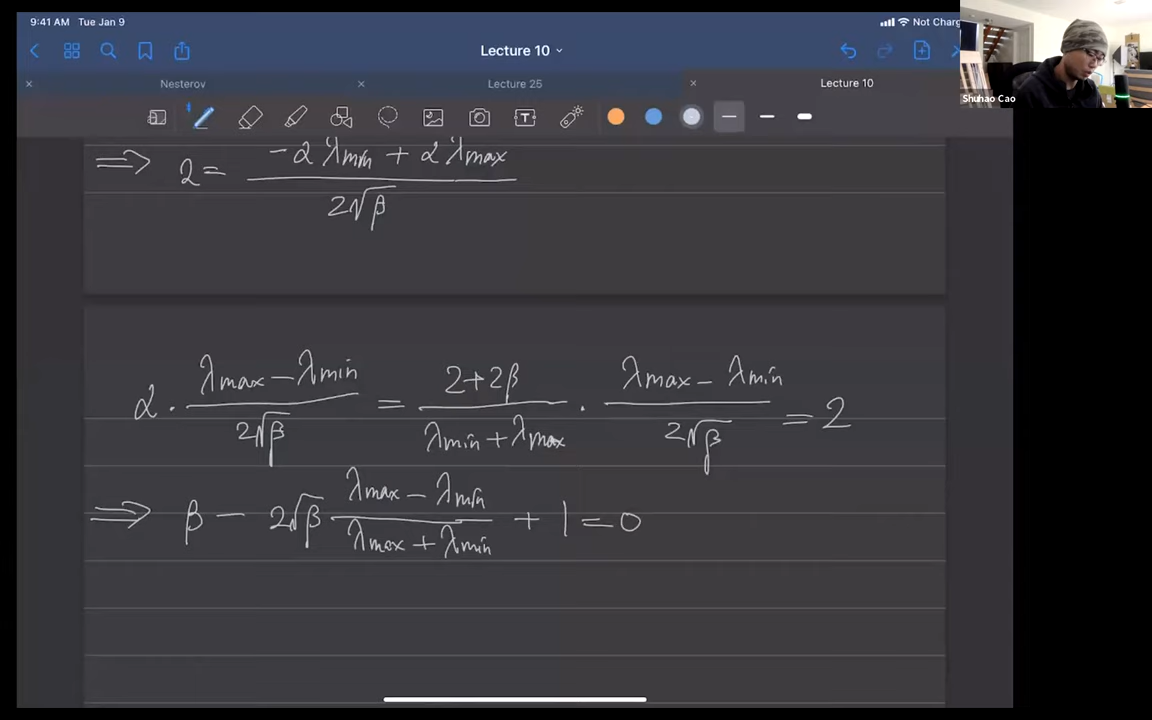 9:41 AM Tue Jan 9
Not Charg
Lecture 10
Nesterov
Lecture 25
Lecture 10
Shuhao Cao
⟹ 2 = (-α λmin + α λmax) / (2√β)
α · (λmax - λmin) / (2√β) = (2+2β) / (λmin + λmax) · (λmax - λmin) / (2√β) = 2
⟹ β - 2√β (λmax - λmin) / (λmax + λmin) + 1 = 0